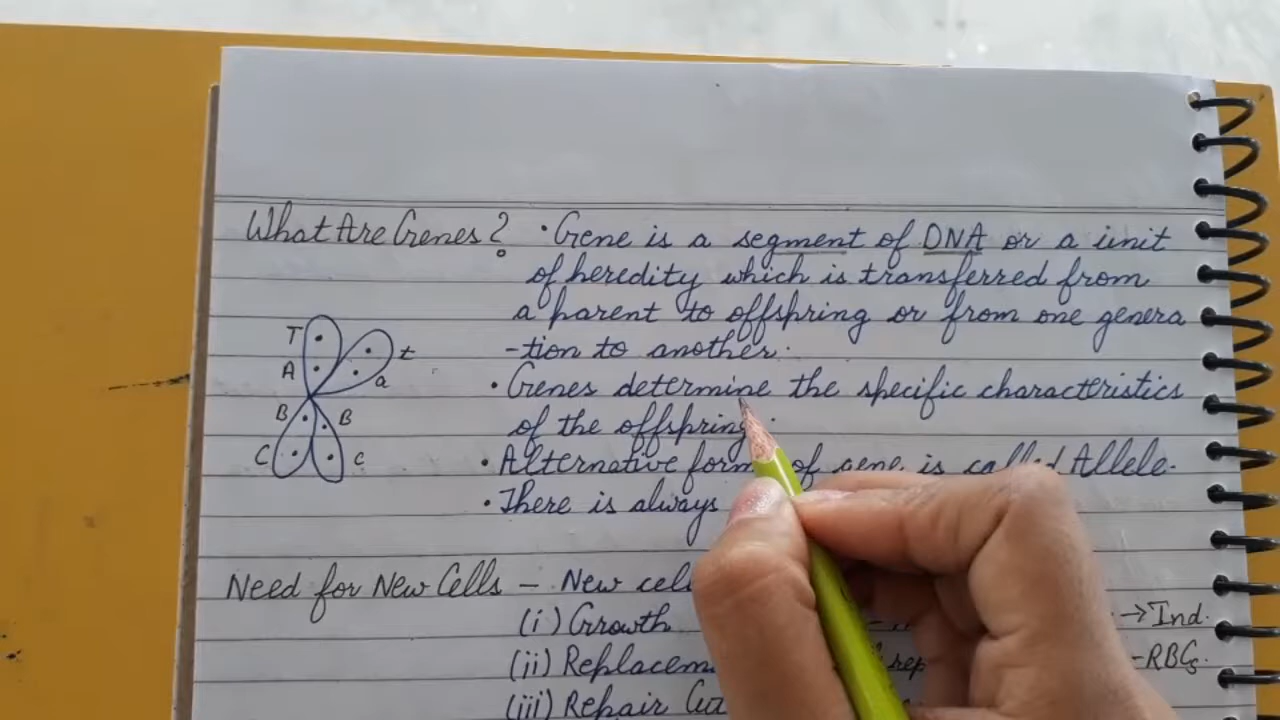 What Are Genes? • Gene is a segment of DNA or a unit
of heredity which is transferred from
a parent to offspring or from one genera
-tion to another.
T
A
t
a
B
B
C
c
• Genes determine the specific characteristics
of the offspring.
• Alternative form of gene is called Allele.
• There is always
Need for New Cells – New cell
(i) Growth → Ind.
(ii) Replacem rep -RBCs.
(iii) Repair